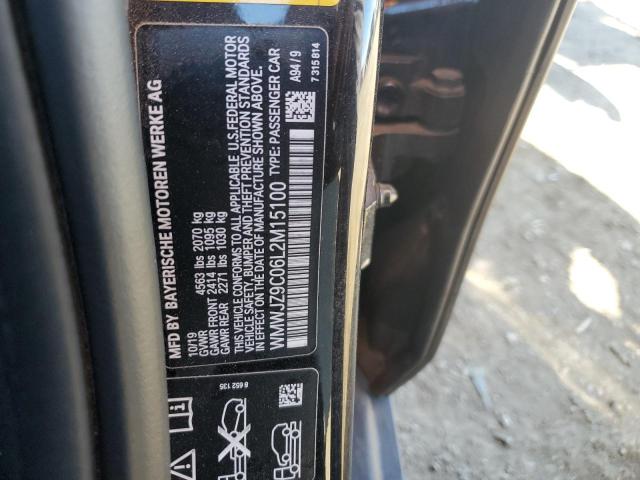 MFD BY BAYERISCHE MOTOREN WERKE AG
10/19
GVWR 4563 lbs 2070 kg
GAWR FRONT 2414 lbs 1095 kg
GAWR REAR 2271 lbs 1030 kg
THIS VEHICLE CONFORMS TO ALL APPLICABLE U.S.FEDERAL MOTOR
VEHICLE SAFETY, BUMPER AND THEFT PREVENTION STANDARDS
IN EFFECT ON THE DATE OF MANUFACTURE SHOWN ABOVE.
WMWJZ9C06L2M15100 TYPE: PASSENGER CAR
A94/9
7 315 814
8 652 135